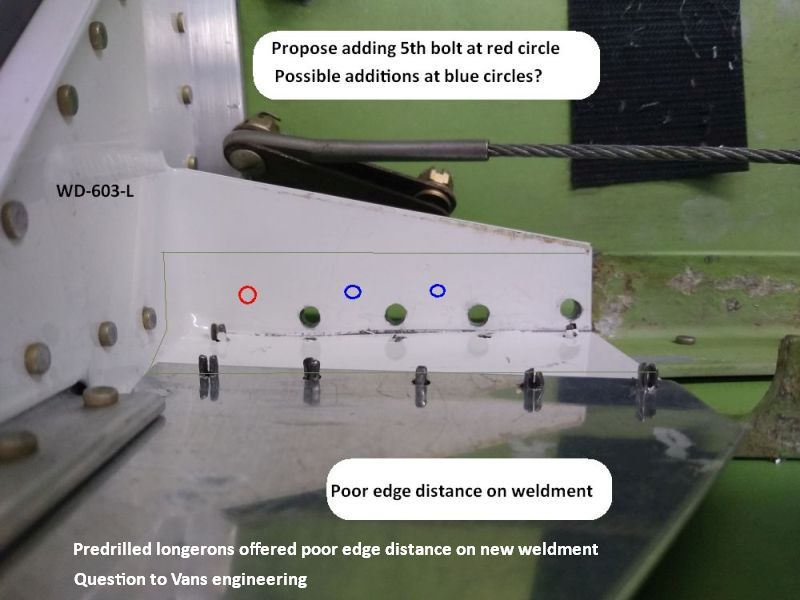 Propose adding 5th bolt at red circle
Possible additions at blue circles?
WD-603-L
Poor edge distance on weldment
Predrilled longerons offered poor edge distance on new weldment
Question to Vans engineering